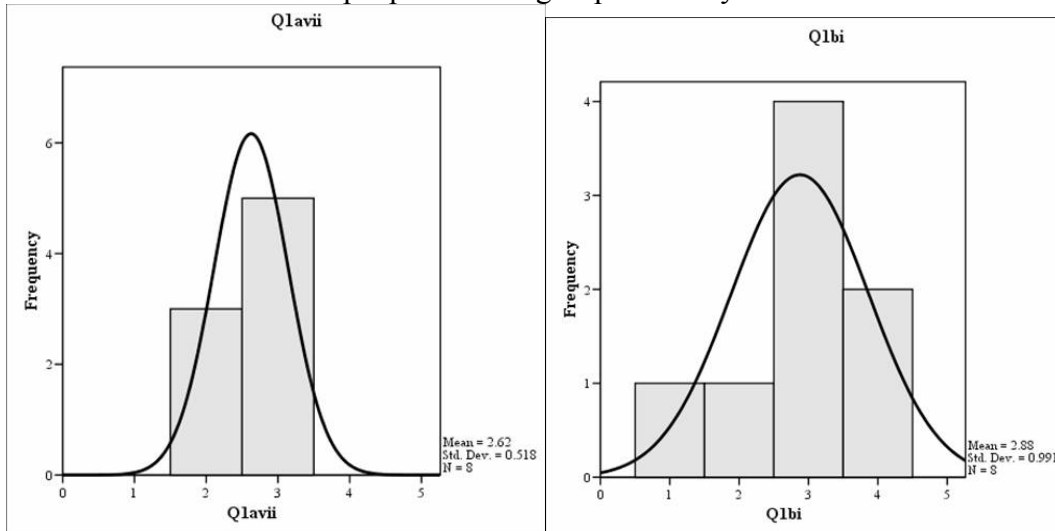 Q1avii
6
4
2
0
Frequency
0 1 2 3 4 5
Q1avii
Mean = 2.62
Std. Dev. = 0.518
N = 8
Q1bi
4
3
2
1
0
Frequency
0 1 2 3 4 5
Q1bi
Mean = 2.88
Std. Dev. = 0.991
N = 8